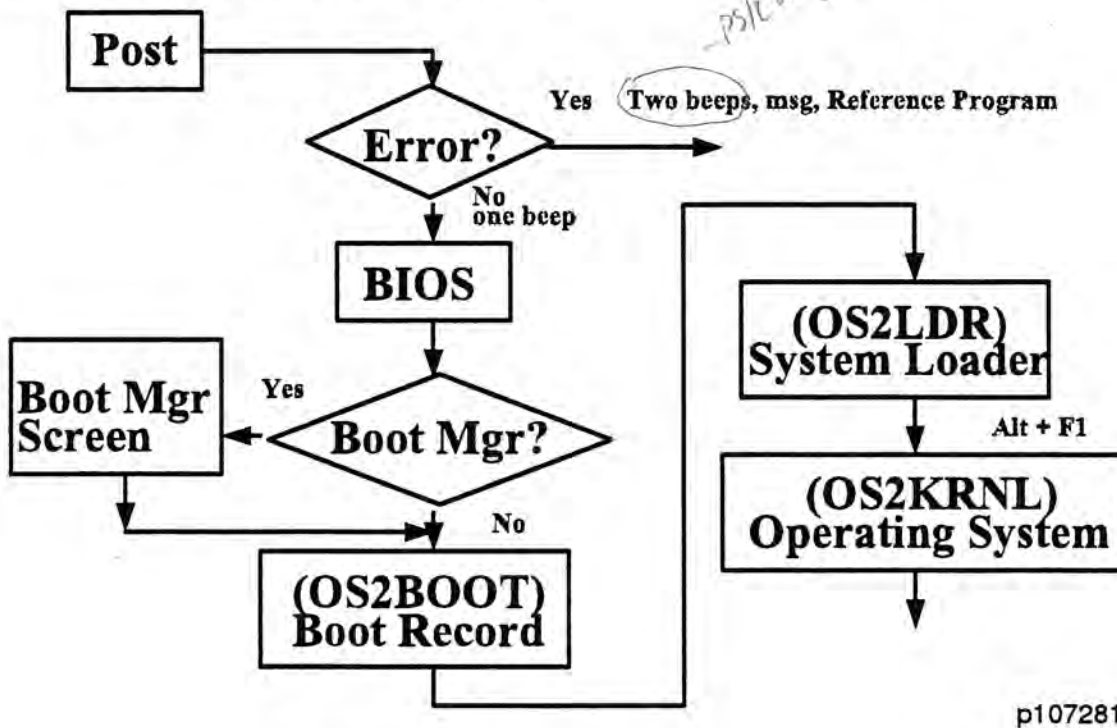 Post
Error?
Yes Two beeps, msg, Reference Program
No
one beep
BIOS
Boot Mgr?
Yes
Boot Mgr
Screen
No
(OS2BOOT)
Boot Record
(OS2LDR)
System Loader
Alt + F1
(OS2KRNL)
Operating System
p107281